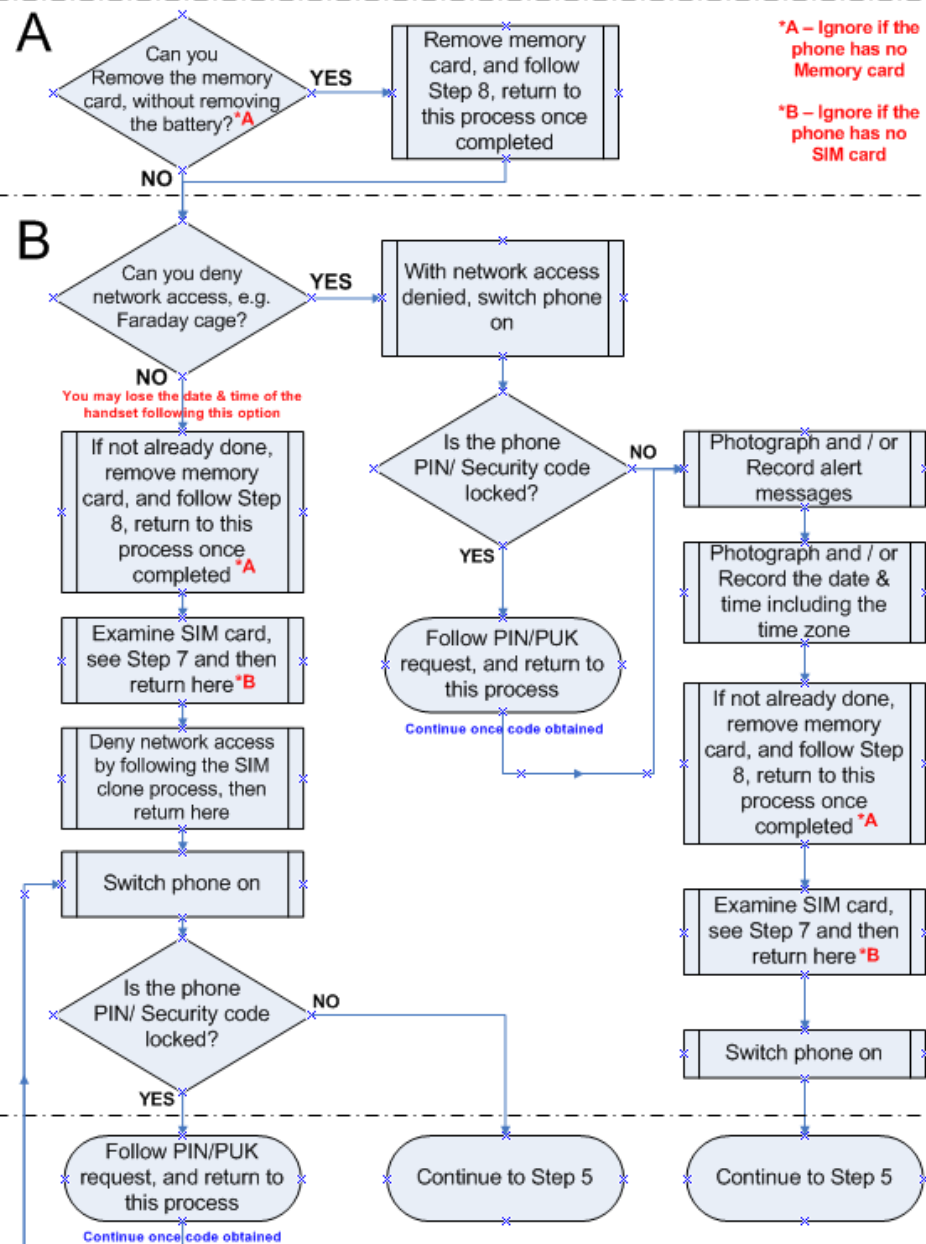 A
Can you
Remove the memory
card, without removing
the battery?*A
YES
Remove memory
card, and follow
Step 8, return to
this process once
completed
*A – Ignore if the
phone has no
Memory card
*B – Ignore if the
phone has no
SIM card
NO
B
Can you deny
network access, e.g.
Faraday cage?
YES
With network access
denied, switch phone
on
NO
You may lose the date & time of the
handset following this option
If not already done,
remove memory
card, and follow Step
8, return to this
process once
completed *A
Examine SIM card,
see Step 7 and then
return here *B
Deny network access
by following the SIM
clone process, then
return here
Switch phone on
Is the phone
PIN/ Security code
locked?
NO
YES
Follow PIN/PUK
request, and return to
this process
Continue once code obtained
Continue to Step 5
Is the phone
PIN/ Security code
locked?
NO
YES
Follow PIN/PUK
request, and return to
this process
Continue once code obtained
Photograph and / or
Record alert
messages
Photograph and / or
Record the date &
time including the
time zone
If not already done,
remove memory
card, and follow Step
8, return to this
process once
completed *A
Examine SIM card,
see Step 7 and then
return here *B
Switch phone on
Continue to Step 5